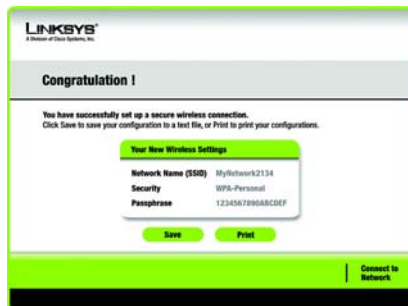 LINKSYS®
A Division of Cisco Systems, Inc.
Congratulation !
You have successfully set up a secure wireless connection.
Click Save to save your configuration to a text file, or Print to print your configurations.
Your New Wireless Settings
Network Name (SSID) MyNetwork2134
Security WPA-Personal
Passphrase 1234567890ABCDEF
Save Print
Connect to
Network